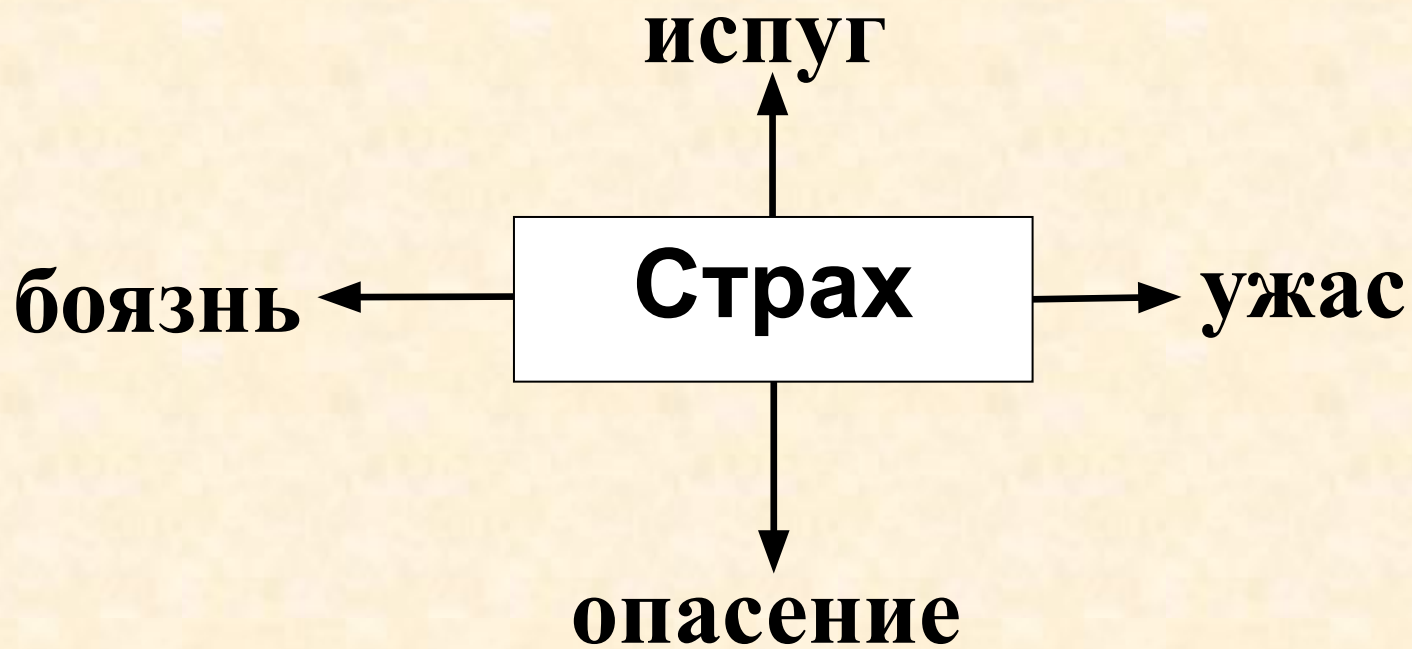 испуг
боязнь
Страх
ужас
опасение